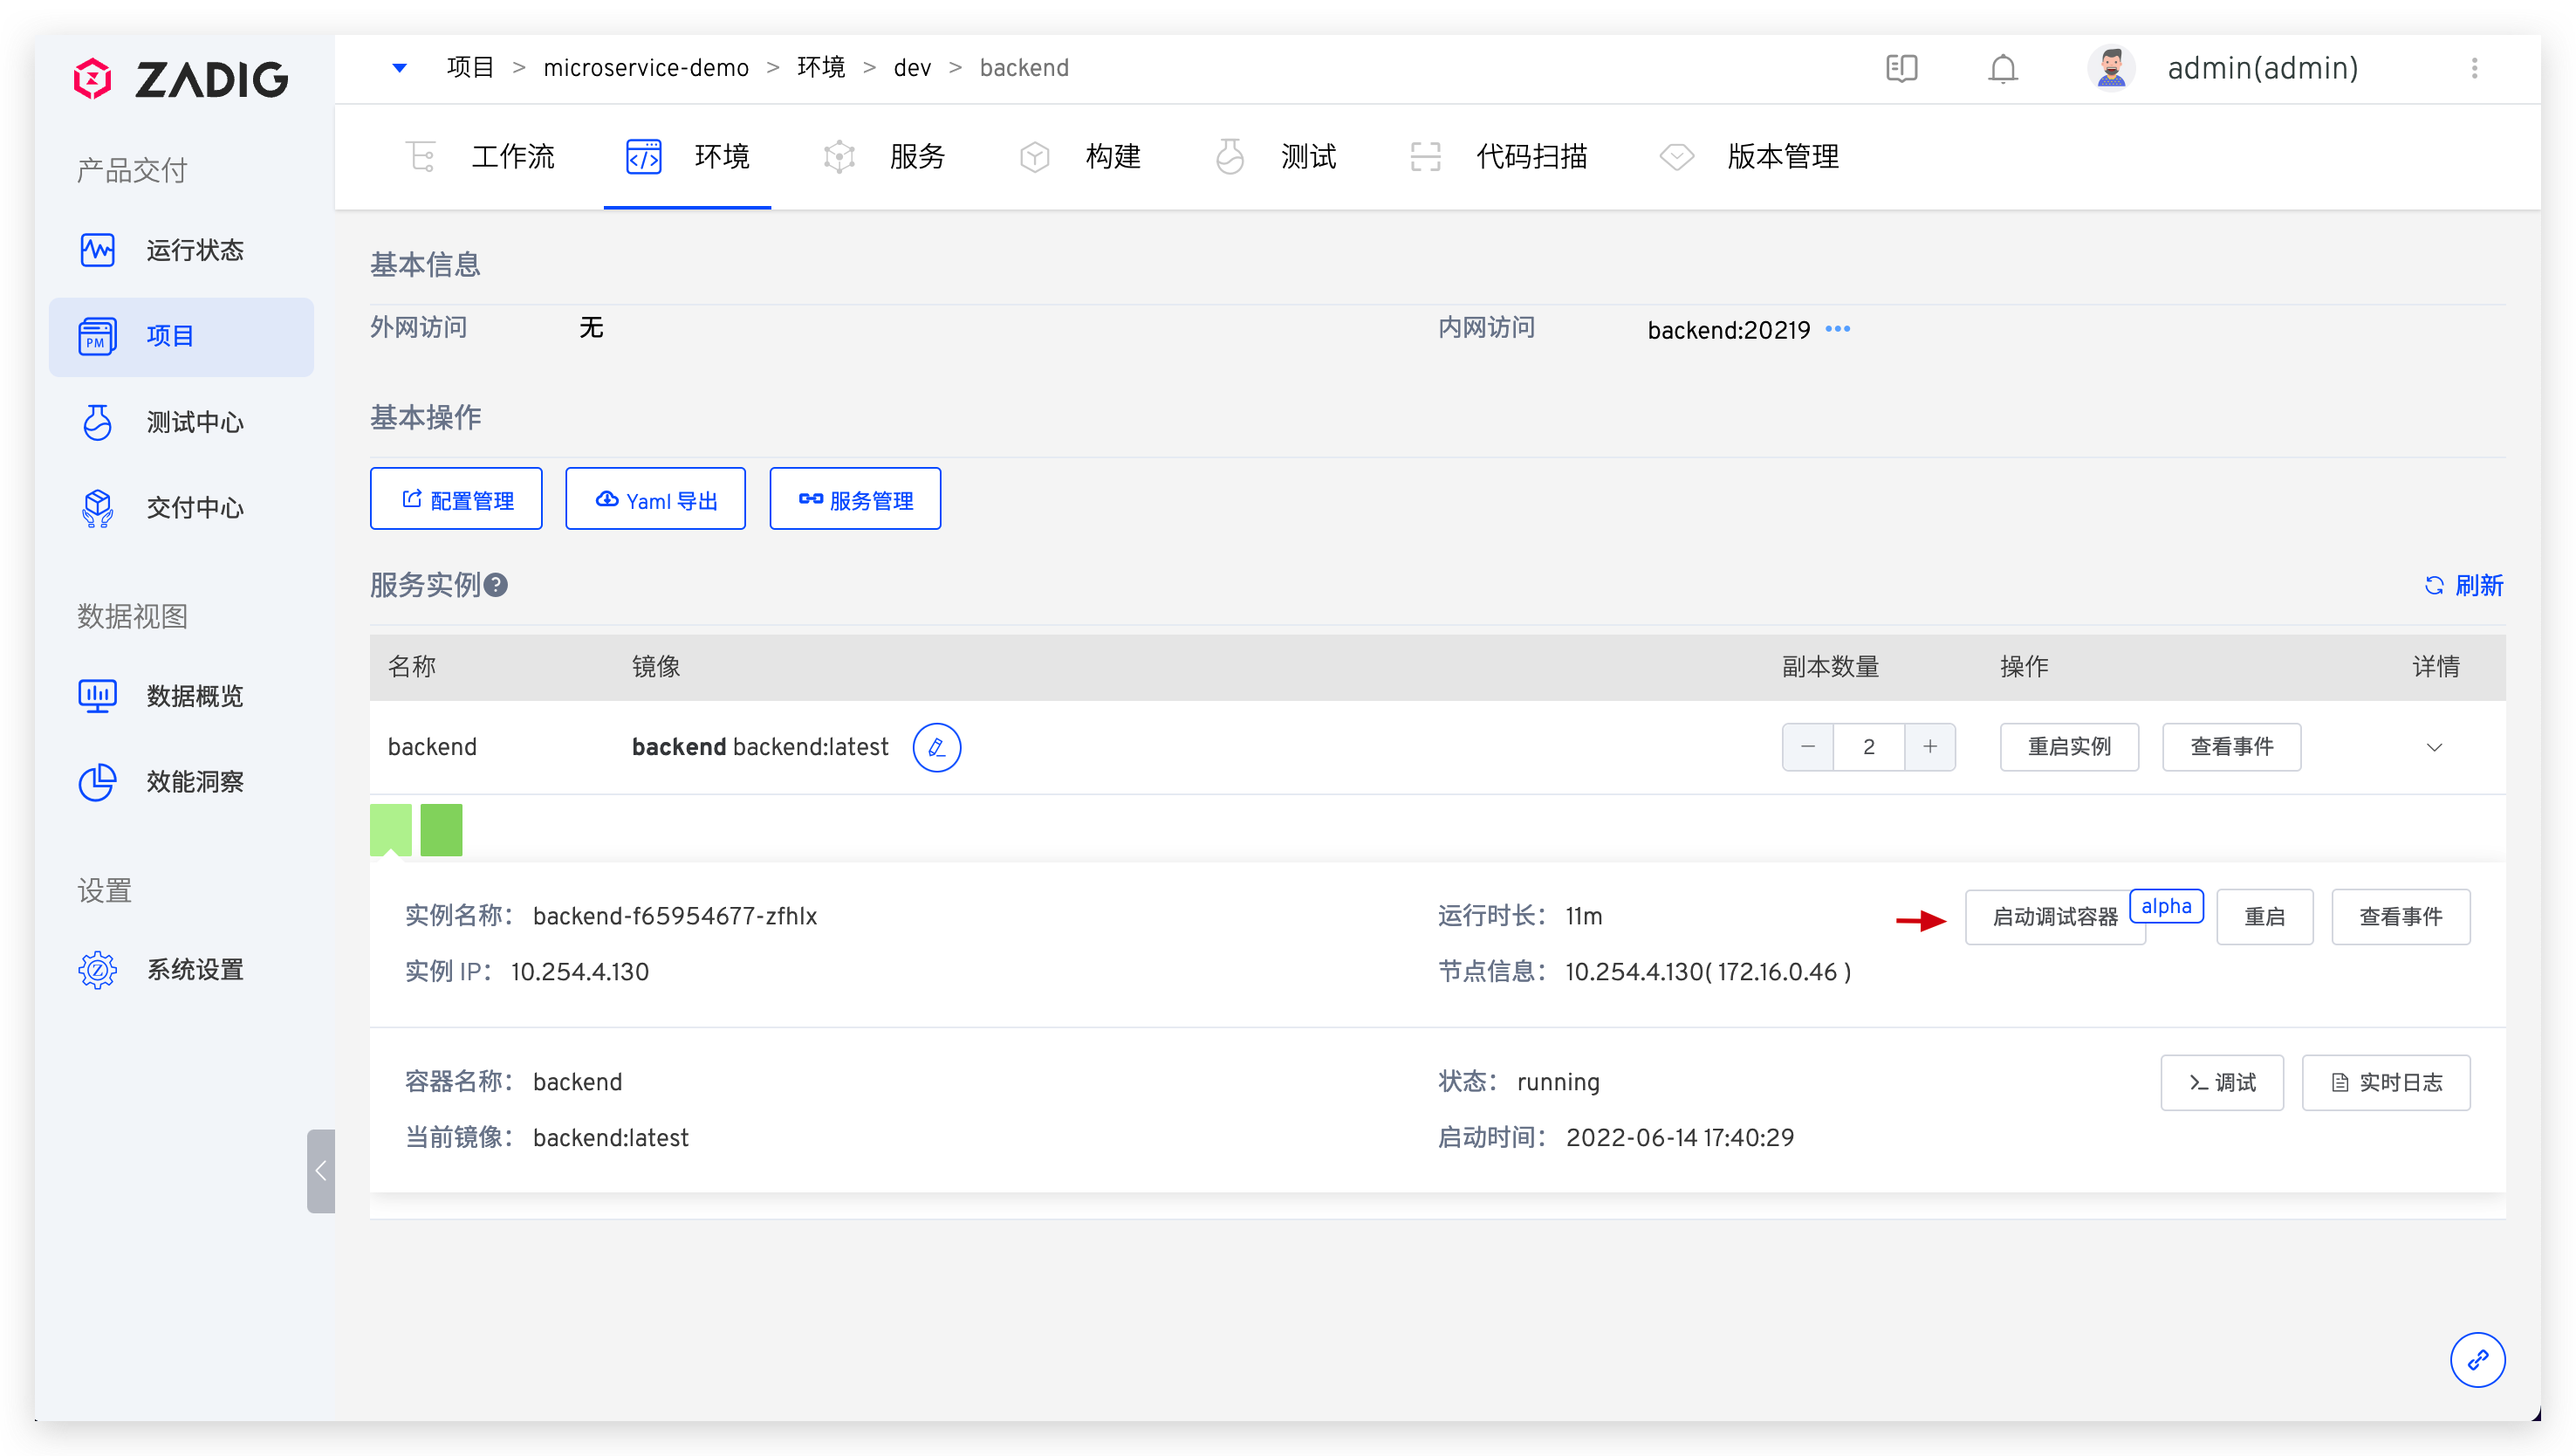 ZADIG
项目 > microservice-demo > 环境 > dev > backend
admin(admin)
工作流 环境 服务 构建 测试 代码扫描 版本管理
产品交付
运行状态
PM 项目
测试中心
交付中心
数据视图
数据概览
效能洞察
设置
系统设置
基本信息
外网访问 无 内网访问 backend:20219 •••
基本操作
配置管理 Yaml 导出 服务管理
服务实例? 刷新
名称 镜像 副本数量 操作 详情
backend backend backend:latest − 2 + 重启实例 查看事件
实例名称： backend-f65954677-zfhlx 运行时长： 11m 启动调试容器 alpha 重启 查看事件
实例 IP： 10.254.4.130 节点信息： 10.254.4.130( 172.16.0.46 )
容器名称： backend 状态： running >_ 调试 实时日志
当前镜像： backend:latest 启动时间： 2022-06-14 17:40:29